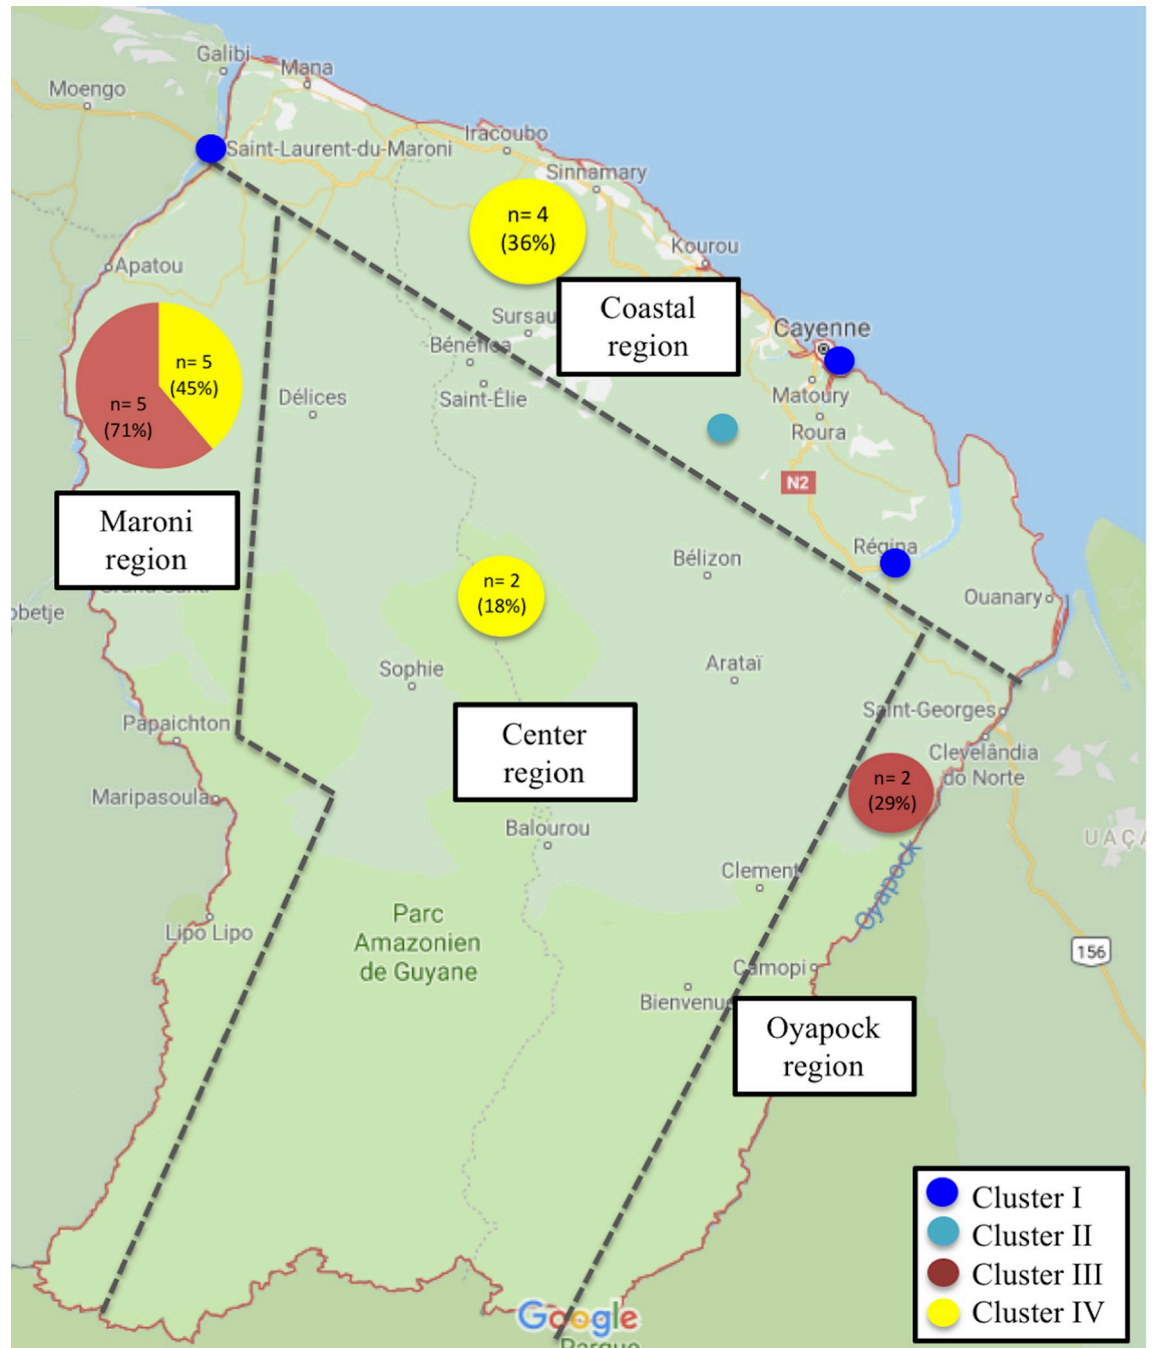 Galibi
Mana
Moengo
Iracoubo
Saint-Laurent-du-Maroni
Sinnamary
n= 4
(36%)
Kourou
Apatou
Coastal
region
Sursau
Cayenne
Bénéfica
n= 5
(45%)
Saint-Élie
Délices
Matoury
n= 5
(71%)
Roura
N2
Maroni
region
Régina
Bélizon
n= 2
(18%)
Ouanary
obetje
Sophie
Arataï
Saint-Georges
Papaichton
Center
region
Clevelândia
do Norte
n= 2
(29%)
Maripasoula
Balourou
UAÇA
Clement
Oyapock
Parc
Amazonien
de Guyane
Lipo Lipo
156
Camopi
Bienvenu
Oyapock
region
Cluster I
Cluster II
Cluster III
Cluster IV
Google
Parque